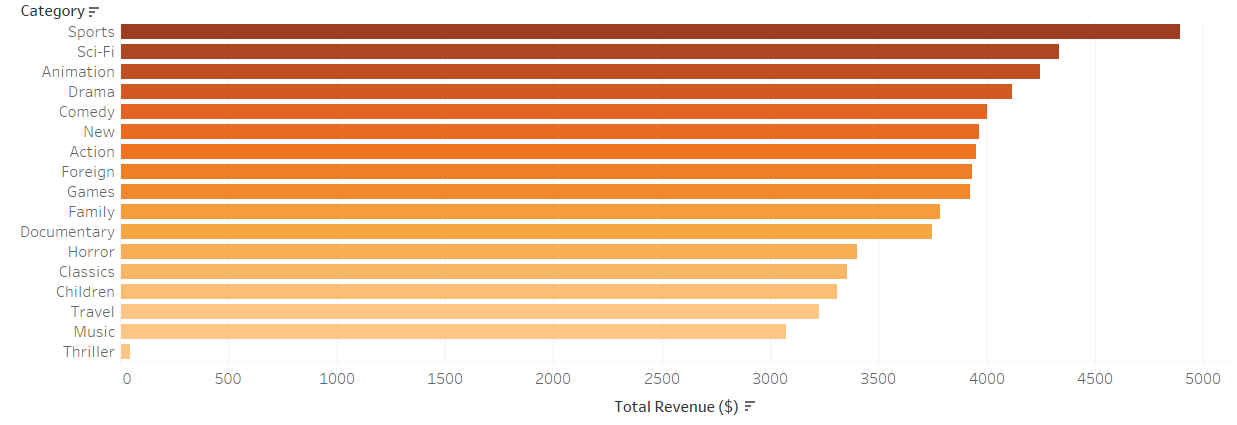 Category
Sports
Sci-Fi
Animation
Drama
Comedy
New
Action
Foreign
Games
Family
Documentary
Horror
Classics
Children
Travel
Music
Thriller
0 500 1000 1500 2000 2500 3000 3500 4000 4500 5000
Total Revenue ($)